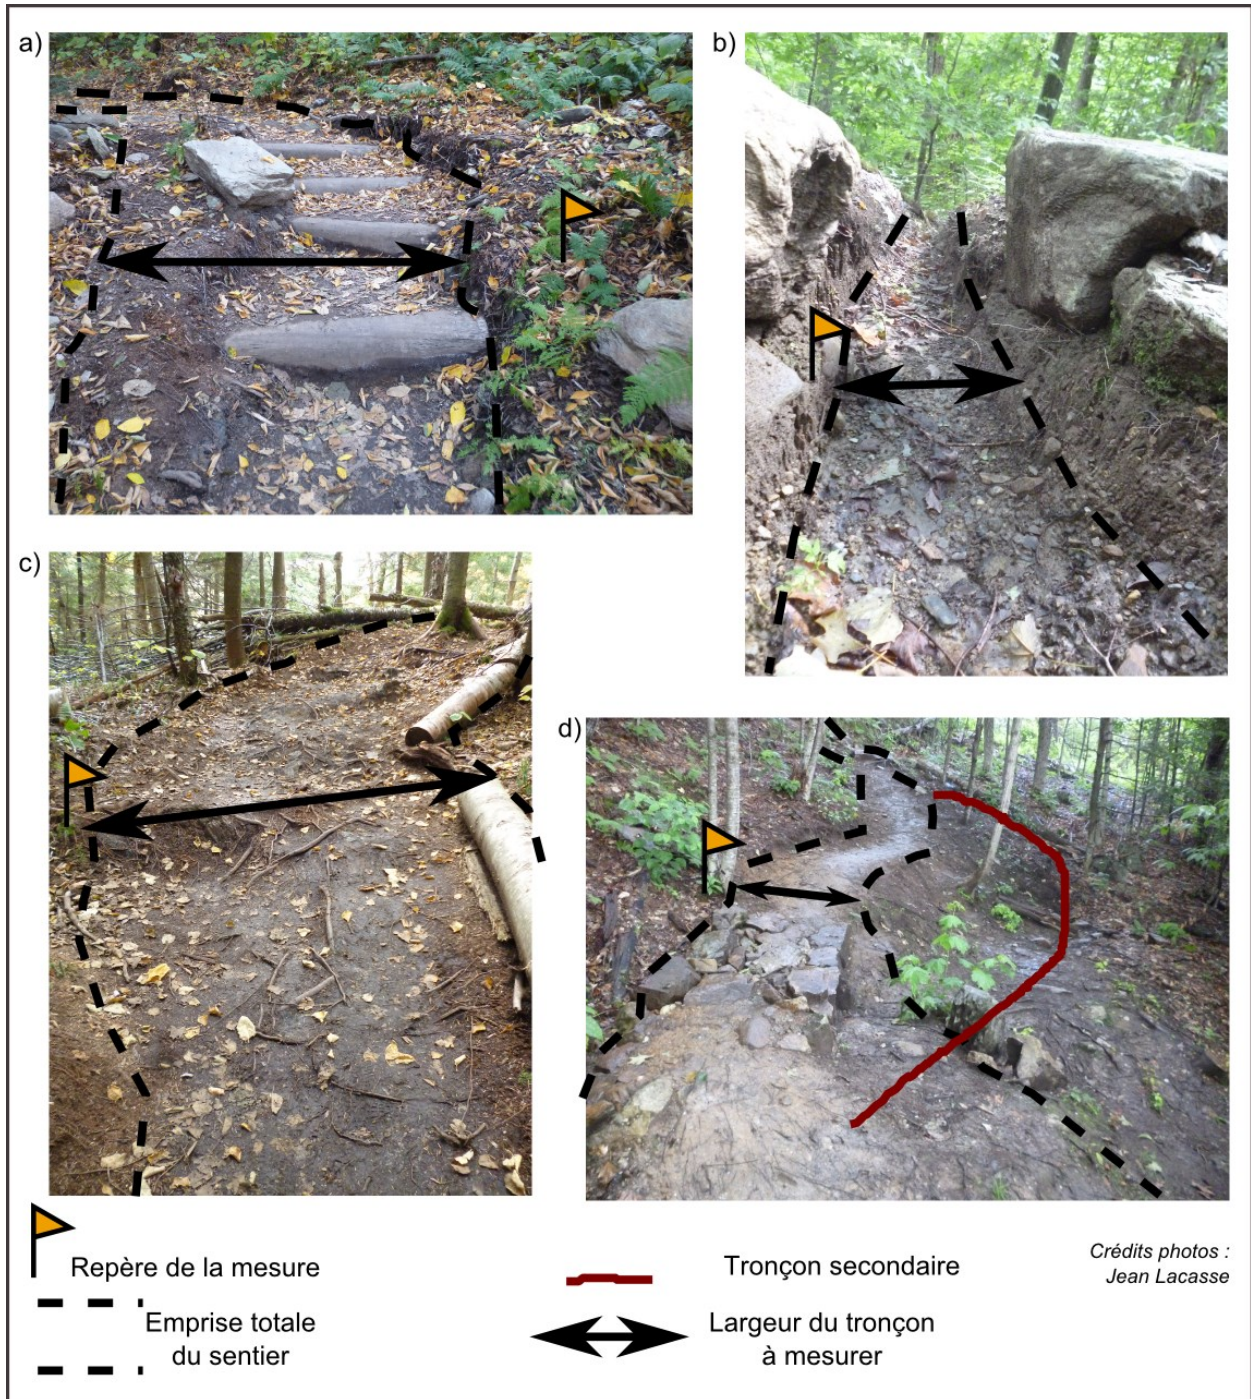 a)
b)
c)
d)
Repère de la mesure
Emprise totale
du sentier
Tronçon secondaire
Largeur du tronçon
à mesurer
Crédits photos :
Jean Lacasse